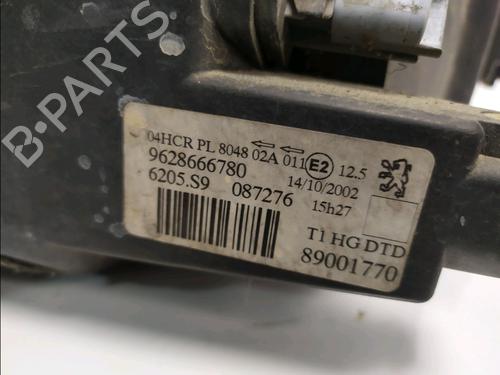 B-PARTS
04HCR PL 8048 02A 011 E2 12.5
9628666780 14/10/2002
6205.S9 087276 15h27
T1 HG DTD
89001770